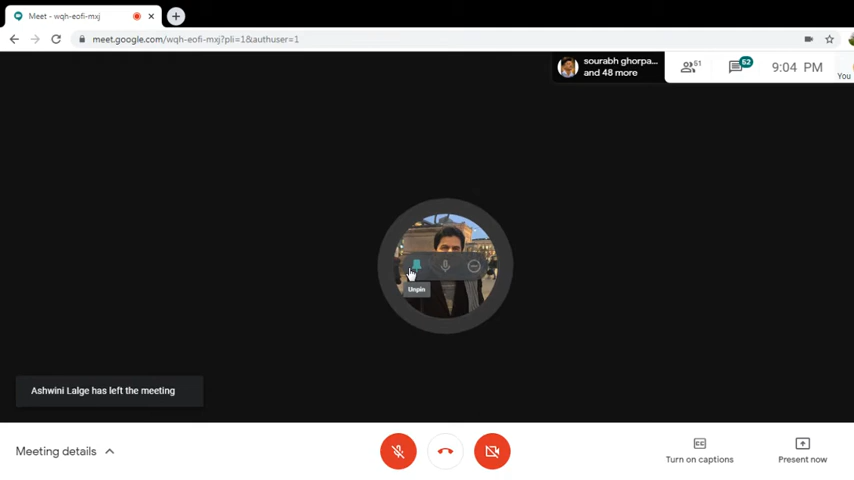 Meet - wqh-eofi-mxj
meet.google.com/wqh-eofi-mxj?pli=1&authuser=1
sourabh ghorpa...
and 48 more
51
52
9:04 PM
You
Unpin
Ashwini Lalge has left the meeting
Meeting details
Turn on captions
Present now